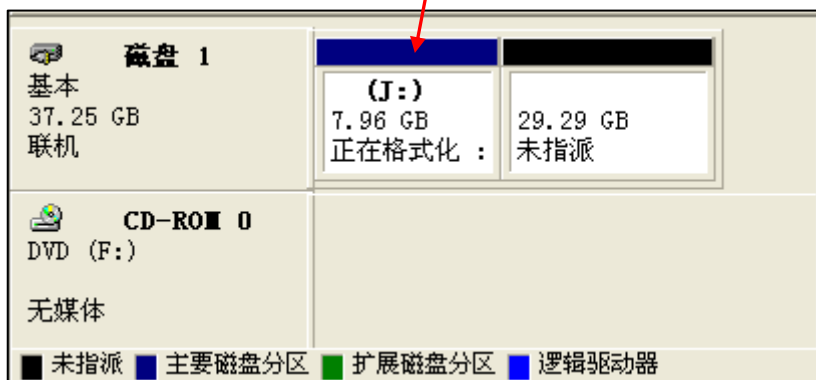 磁盘 1
基本
37.25 GB
联机
(J:)
7.96 GB
正在格式化 :
29.29 GB
未指派
CD-ROM 0
DVD (F:)
无媒体
未指派 主要磁盘分区 扩展磁盘分区 逻辑驱动器